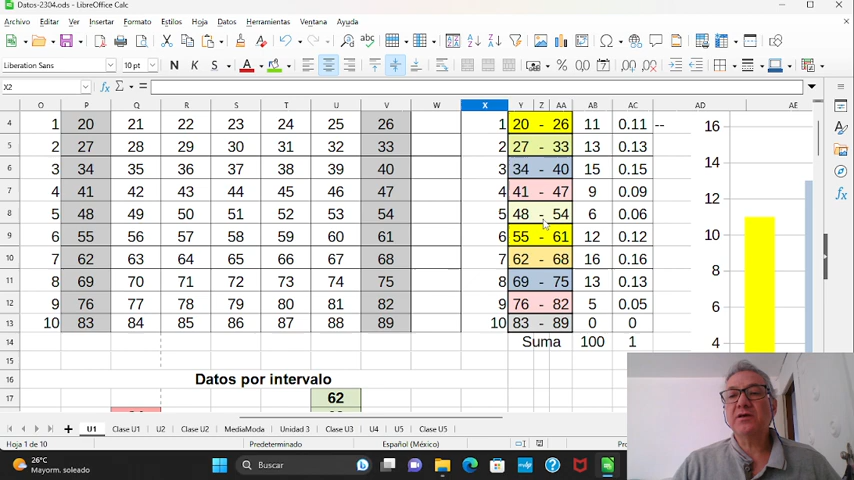 Datos-2304.ods - LibreOffice Calc
Archivo Editar Ver Insertar Formato Estilos Hoja Datos Herramientas Ventana Ayuda
Liberation Sans 10 pt N K S A
X2
O P Q R S T U V W X Y Z AA AB AC AD AE
4 1 20 21 22 23 24 25 26 1 20 - 26 11 0.11 -- 16
5 2 27 28 29 30 31 32 33 2 27 - 33 13 0.13 14
6 3 34 35 36 37 38 39 40 3 34 - 40 15 0.15
7 4 41 42 43 44 45 46 47 4 41 - 47 9 0.09 12
8 5 48 49 50 51 52 53 54 5 48 - 54 6 0.06
9 6 55 56 57 58 59 60 61 6 55 - 61 12 0.12 10
10 7 62 63 64 65 66 67 68 7 62 - 68 16 0.16 8
11 8 69 70 71 72 73 74 75 8 69 - 75 13 0.13
12 9 76 77 78 79 80 81 82 9 76 - 82 5 0.05 6
13 10 83 84 85 86 87 88 89 10 83 - 89 0 0
14 Suma 100 1 4
15
16 Datos por intervalo
17 62
U1 Clase U1 U2 Clase U2 MediaModa Unidad 3 Clase U3 U4 U5 Clase U5
Hoja 1 de 10 Predeterminado Español (México)
26°C
Mayorm. soleado
Buscar